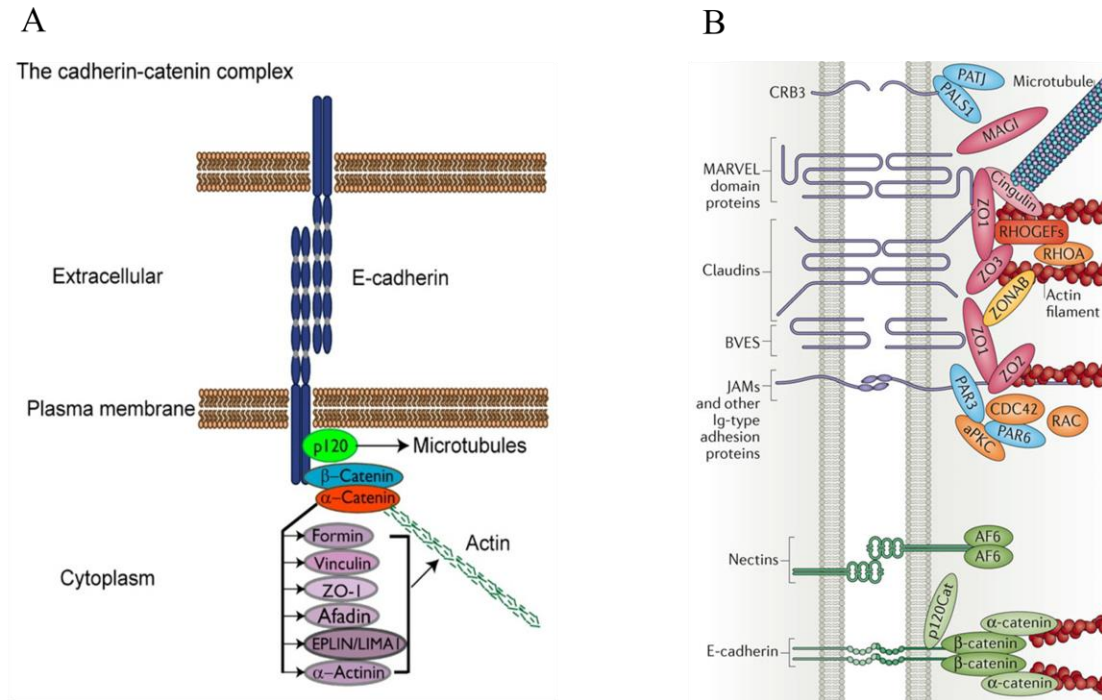 A
The cadherin-catenin complex
Extracellular
E-cadherin
Plasma membrane
p120
Microtubules
β-Catenin
α-Catenin
Actin
Cytoplasm
Formin
Vinculin
ZO-1
Afadin
EPLIN/LIMA1
α-Actinin
B
CRB3
PATJ
PALS1
Microtubule
MAGI
MARVEL
domain
proteins
Cingulin
ZO1
RHOGEFs
RHOA
ZO3
Claudins
ZONAB
Actin
filament
BVES
ZO1
ZO2
JAMs
and other
Ig-type
adhesion
proteins
PAR3
CDC42
RAC
aPKC
PAR6
Nectins
AF6
AF6
p120Cat
α-catenin
E-cadherin
β-catenin
β-catenin
α-catenin